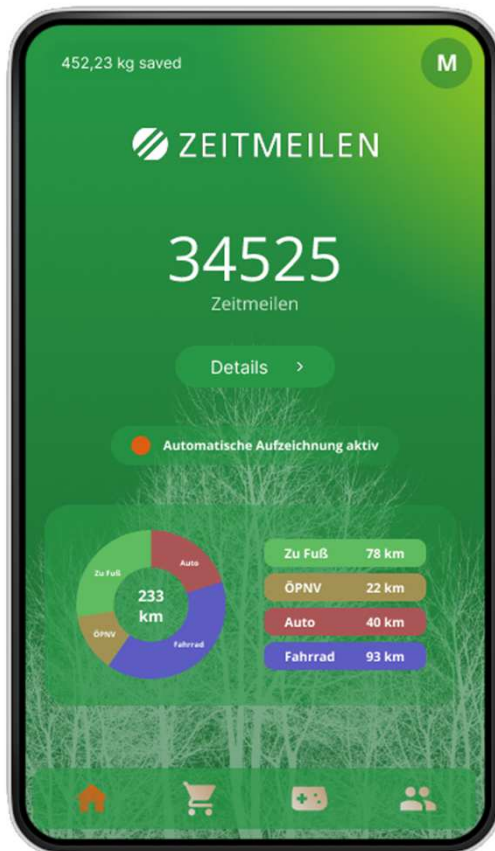 452,23 kg saved
M
ZEITMEILEN
34525
Zeitmeilen
Details >
Automatische Aufzeichnung aktiv
Zu Fuß
Auto
233
km
ÖPNV
Fahrrad
Zu Fuß 78 km
ÖPNV 22 km
Auto 40 km
Fahrrad 93 km